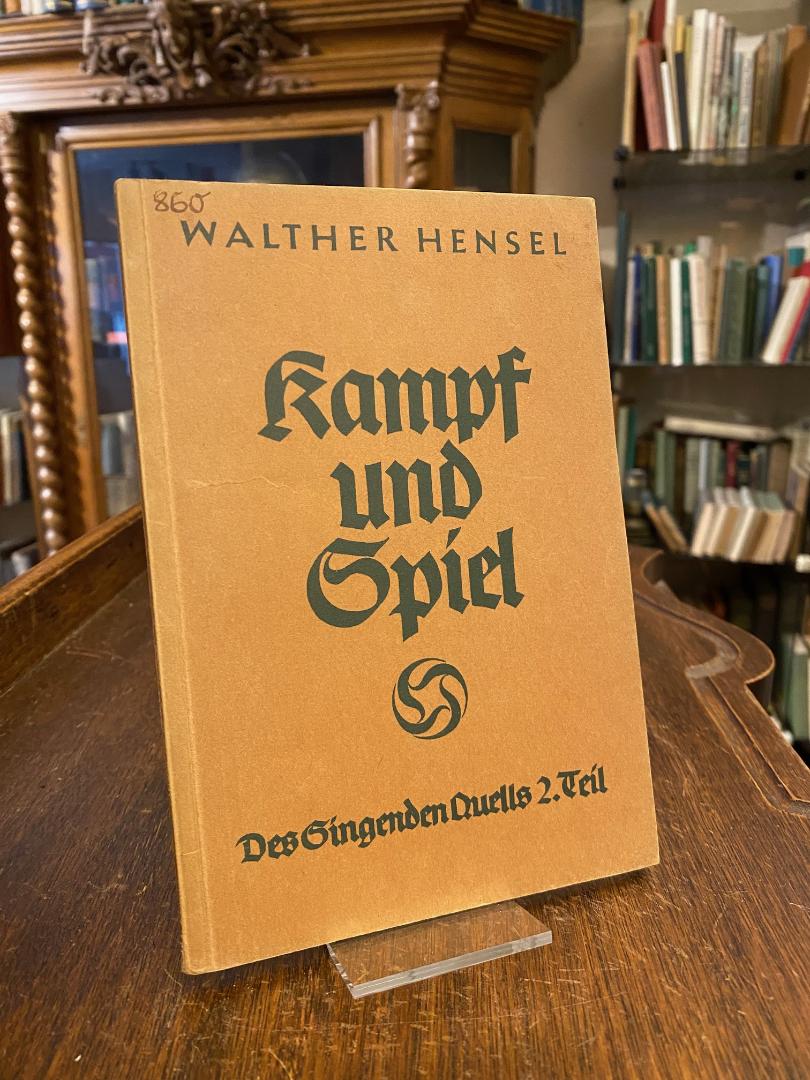 860
WALTHER HENSEL
Kampf
und
Spiel
Des Singenden Quells 2. Teil